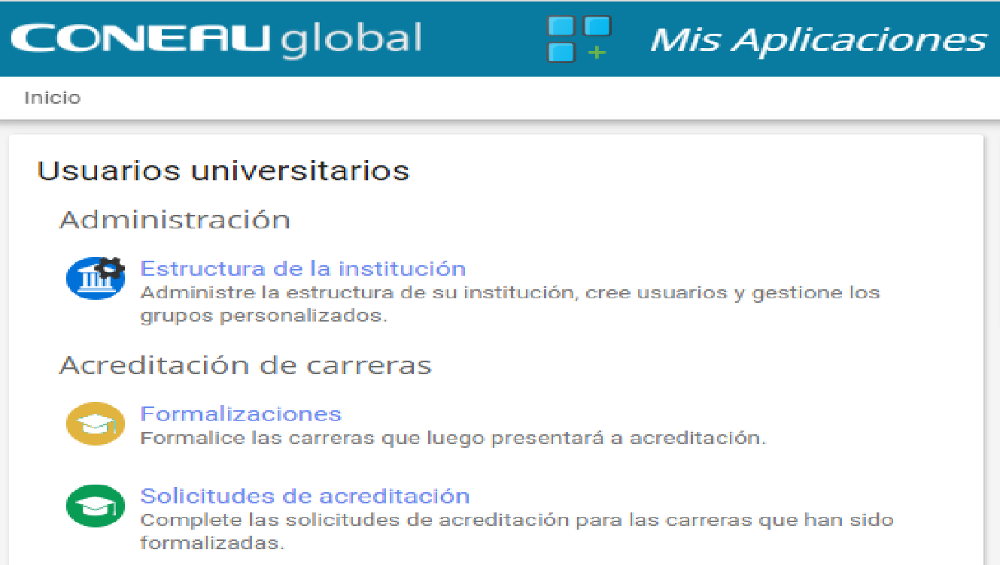 CONEAU global
Mis Aplicaciones
Inicio
Usuarios universitarios
Administración
Estructura de la institución
Administre la estructura de su institución, cree usuarios y gestione los
grupos personalizados.
Acreditación de carreras
Formalizaciones
Formalice las carreras que luego presentará a acreditación.
Solicitudes de acreditación
Complete las solicitudes de acreditación para las carreras que han sido
formalizadas.